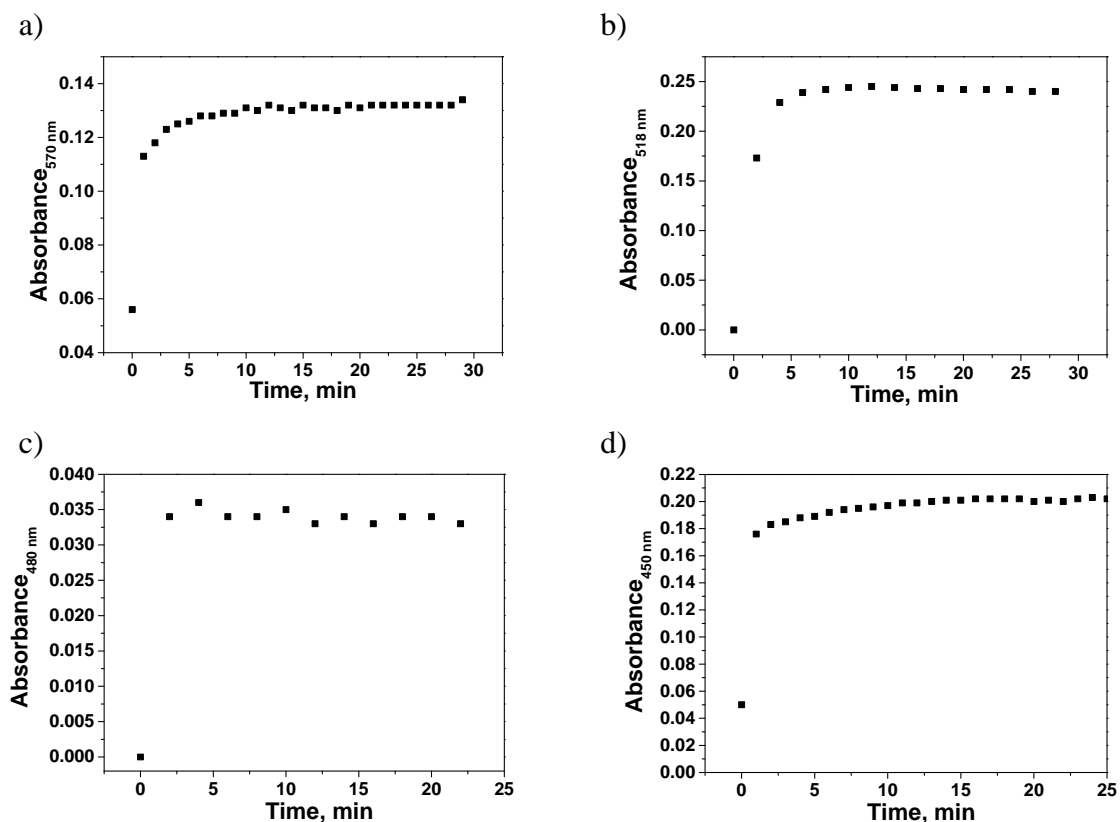 a)
0.14
0.12
0.10
0.08
0.06
0.04
Absorbance570 nm
0 5 10 15 20 25 30
Time, min
b)
0.25
0.20
0.15
0.10
0.05
0.00
Absorbance518 nm
0 5 10 15 20 25 30
Time, min
c)
0.040
0.035
0.030
0.025
0.020
0.015
0.010
0.005
0.000
Absorbance480 nm
0 5 10 15 20 25
Time, min
d)
0.22
0.20
0.18
0.16
0.14
0.12
0.10
0.08
0.06
0.04
0.02
0.00
Absorbance450 nm
0 5 10 15 20 25
Time, min